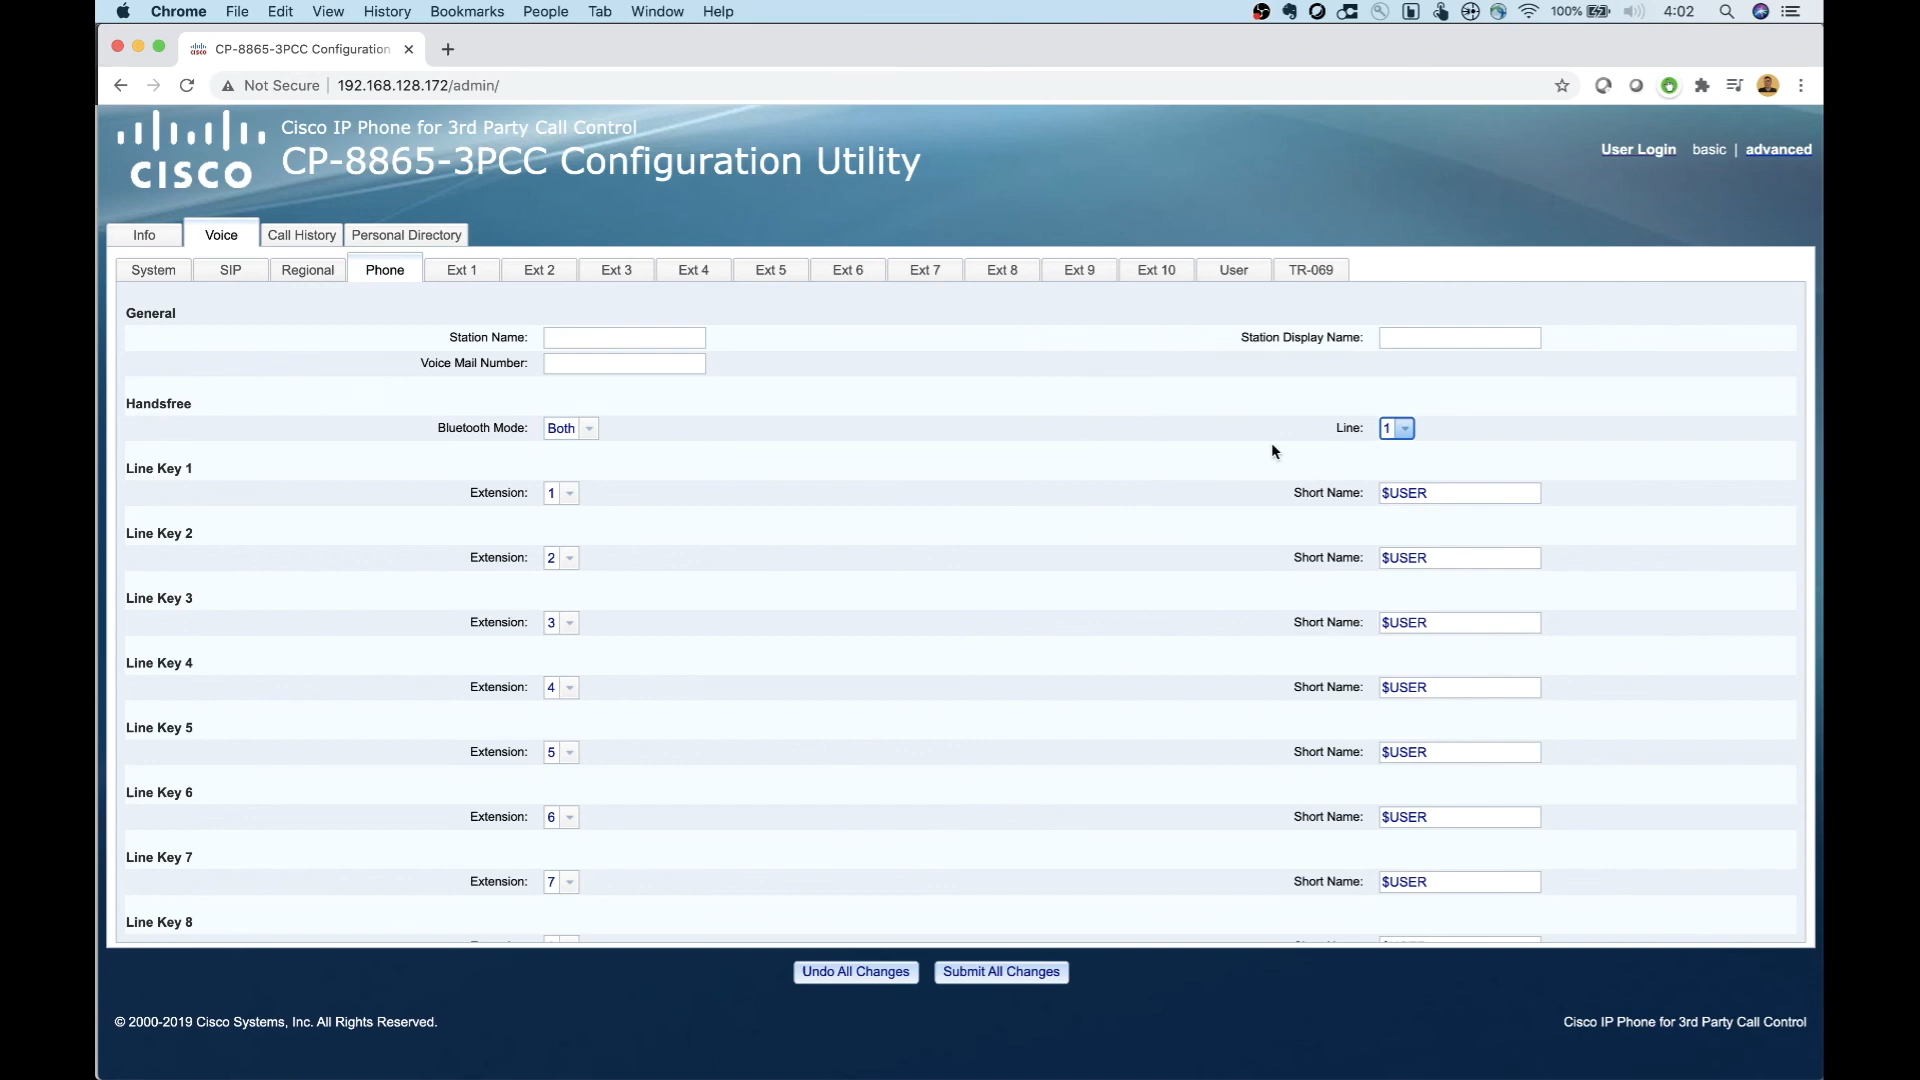 Chrome File Edit View History Bookmarks People Tab Window Help 100% 4:02
CP-8865-3PCC Configuration
Not Secure 192.168.128.172/admin/
CISCO
Cisco IP Phone for 3rd Party Call Control
CP-8865-3PCC Configuration Utility
User Login basic | advanced
Info Voice Call History Personal Directory
System SIP Regional Phone Ext 1 Ext 2 Ext 3 Ext 4 Ext 5 Ext 6 Ext 7 Ext 8 Ext 9 Ext 10 User TR-069
General
Station Name: Station Display Name:
Voice Mail Number:
Handsfree
Bluetooth Mode: Both Line: 1
Line Key 1
Extension: 1 Short Name: $USER
Line Key 2
Extension: 2 Short Name: $USER
Line Key 3
Extension: 3 Short Name: $USER
Line Key 4
Extension: 4 Short Name: $USER
Line Key 5
Extension: 5 Short Name: $USER
Line Key 6
Extension: 6 Short Name: $USER
Line Key 7
Extension: 7 Short Name: $USER
Line Key 8
Undo All Changes Submit All Changes
© 2000-2019 Cisco Systems, Inc. All Rights Reserved. Cisco IP Phone for 3rd Party Call Control